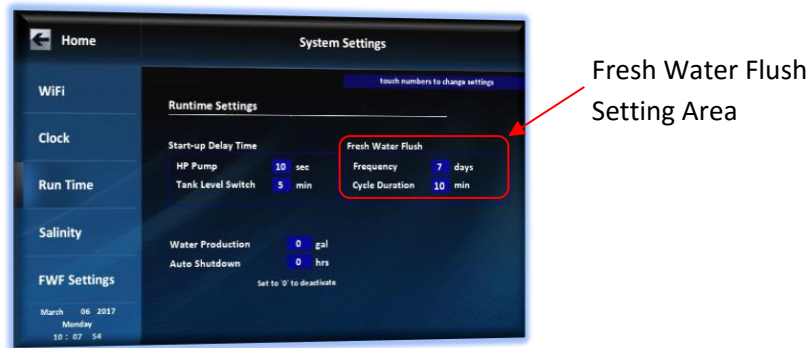 Home
System Settings
WiFi
Clock
Run Time
Salinity
FWF Settings
March 06 2017
Monday
10 : 07 54
touch numbers to change settings
Runtime Settings
Start-up Delay Time
HP Pump 10 sec
Tank Level Switch 5 min
Fresh Water Flush
Frequency 7 days
Cycle Duration 10 min
Water Production 0 gal
Auto Shutdown 0 hrs
Set to '0' to deactivate
Fresh Water Flush
Setting Area